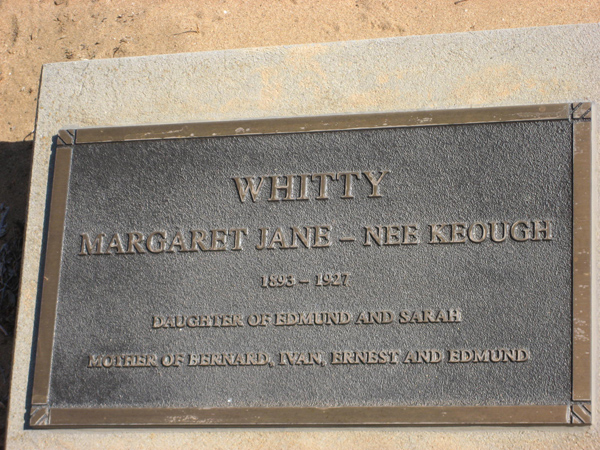 WHITTY
MARGARET JANE – NEE KEOUGH
1893 – 1927
DAUGHTER OF EDMUND AND SARAH
MOTHER OF BERNARD, IVAN, ERNEST AND EDMUND